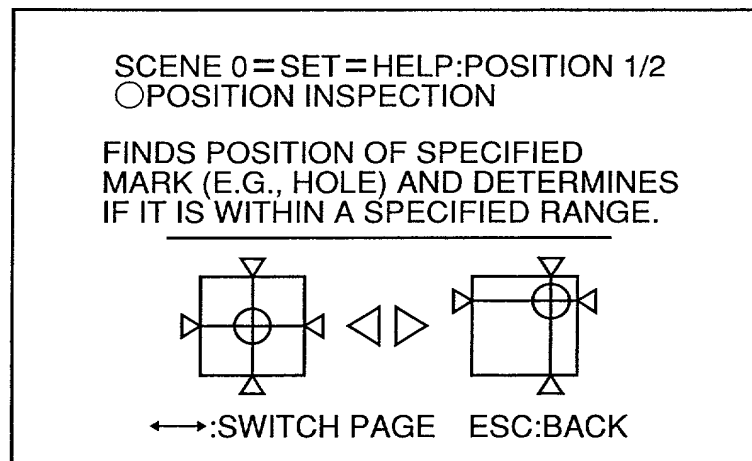 SCENE 0=SET=HELP:POSITION 1/2
○POSITION INSPECTION
FINDS POSITION OF SPECIFIED
MARK (E.G., HOLE) AND DETERMINES
IF IT IS WITHIN A SPECIFIED RANGE.
↔:SWITCH PAGE ESC:BACK